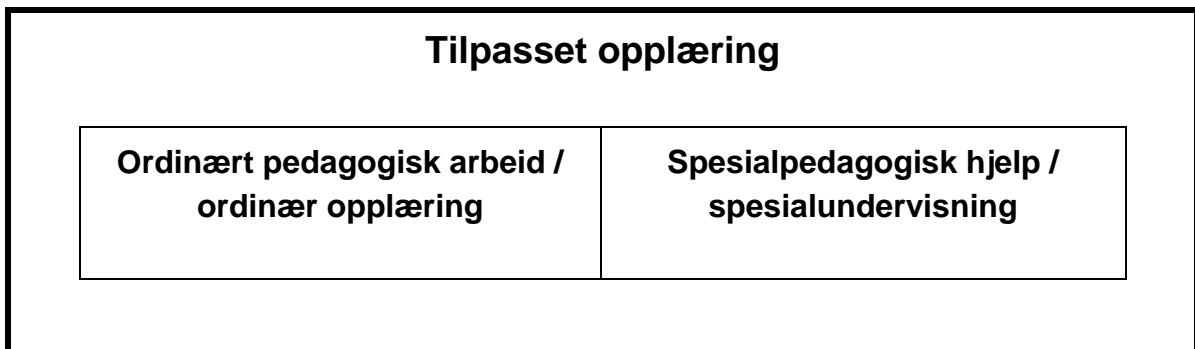 Tilpasset opplæring
Ordinært pedagogisk arbeid /
ordinær opplæring
Spesialpedagogisk hjelp /
spesialundervisning